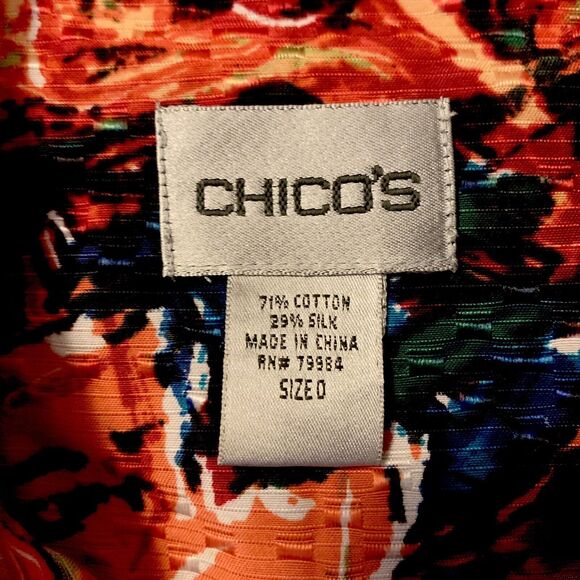 CHICO'S
71% COTTON
29% SILK
MADE IN CHINA
RN# 79984
SIZE 0